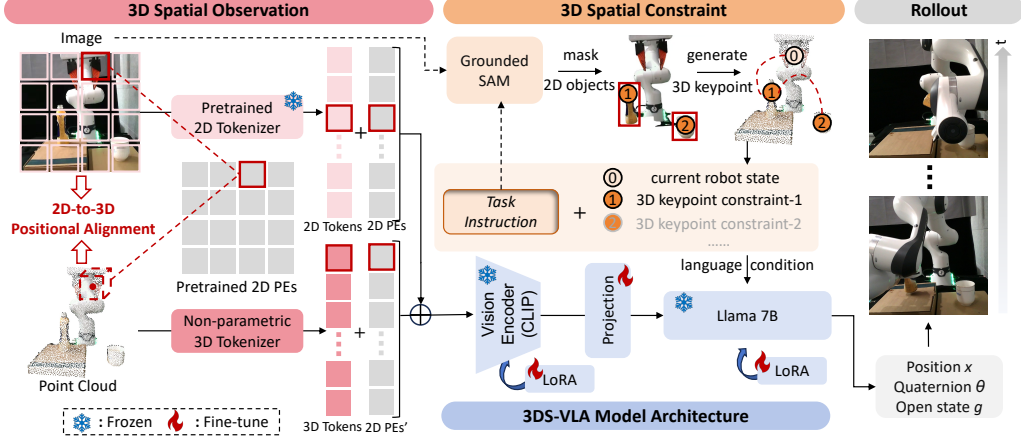 3D Spatial Observation
3D Spatial Constraint
Rollout
Image
Pretrained
2D Tokenizer
2D-to-3D
Positional Alignment
Pretrained 2D PEs
Non-parametric
3D Tokenizer
Point Cloud
: Frozen
: Fine-tune
2D Tokens
2D PEs
3D Tokens
2D PEs'
+
+
Grounded
SAM
mask
2D objects
generate
3D keypoint
1
2
0
1
2
Task
Instruction
+
0 current robot state
1 3D keypoint constraint-1
2 3D keypoint constraint-2
......
language condition
Vision
Encoder
(CLIP)
Projection
Llama 7B
LoRA
LoRA
3DS-VLA Model Architecture
t
Position x
Quaternion θ
Open state g